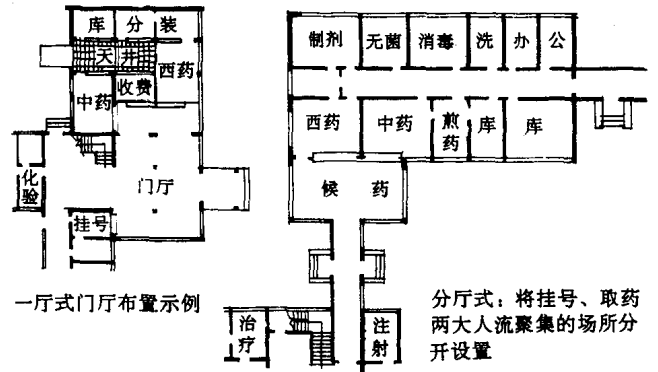 库 分 装
天 井
西药
收费
中药
化验
门厅
挂号
一厅式门厅布置示例
制剂 无菌 消毒 洗 办 公
西药 中药 煎药 库 库
候 药
治疗
注射
分厅式：将挂号、取药
两大人流聚集的场所分
开设置